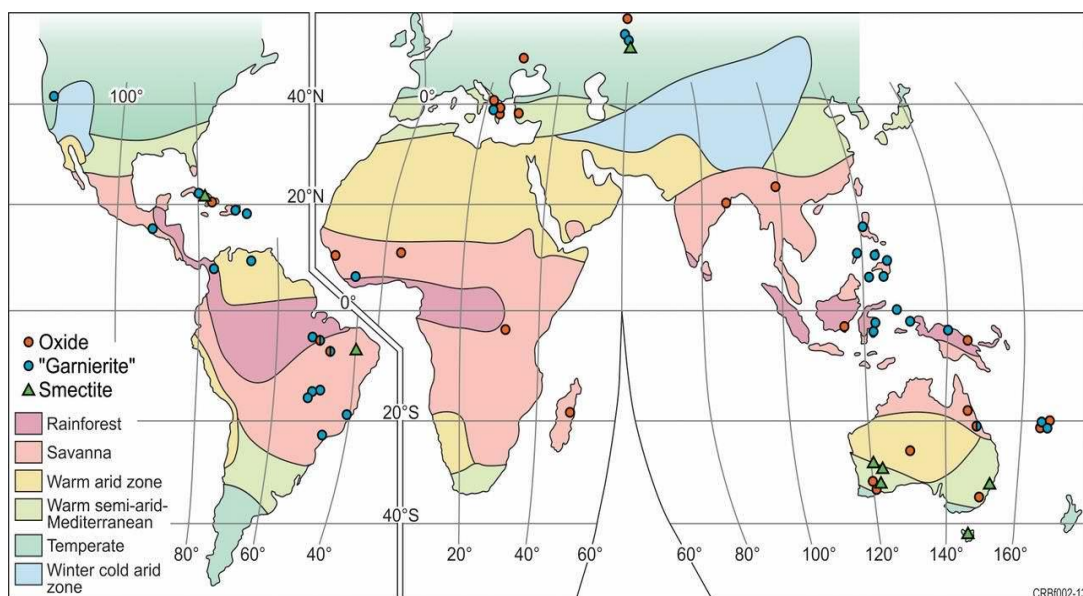 100°
0°
40°N
20°N
0°
20°S
40°S
Oxide
"Garnierite"
Smectite
Rainforest
Savanna
Warm arid zone
Warm semi-arid-
Mediterranean
Temperate
Winter cold arid
zone
80° 60° 40° 20° 40° 60° 60° 80° 100° 120° 140° 160°